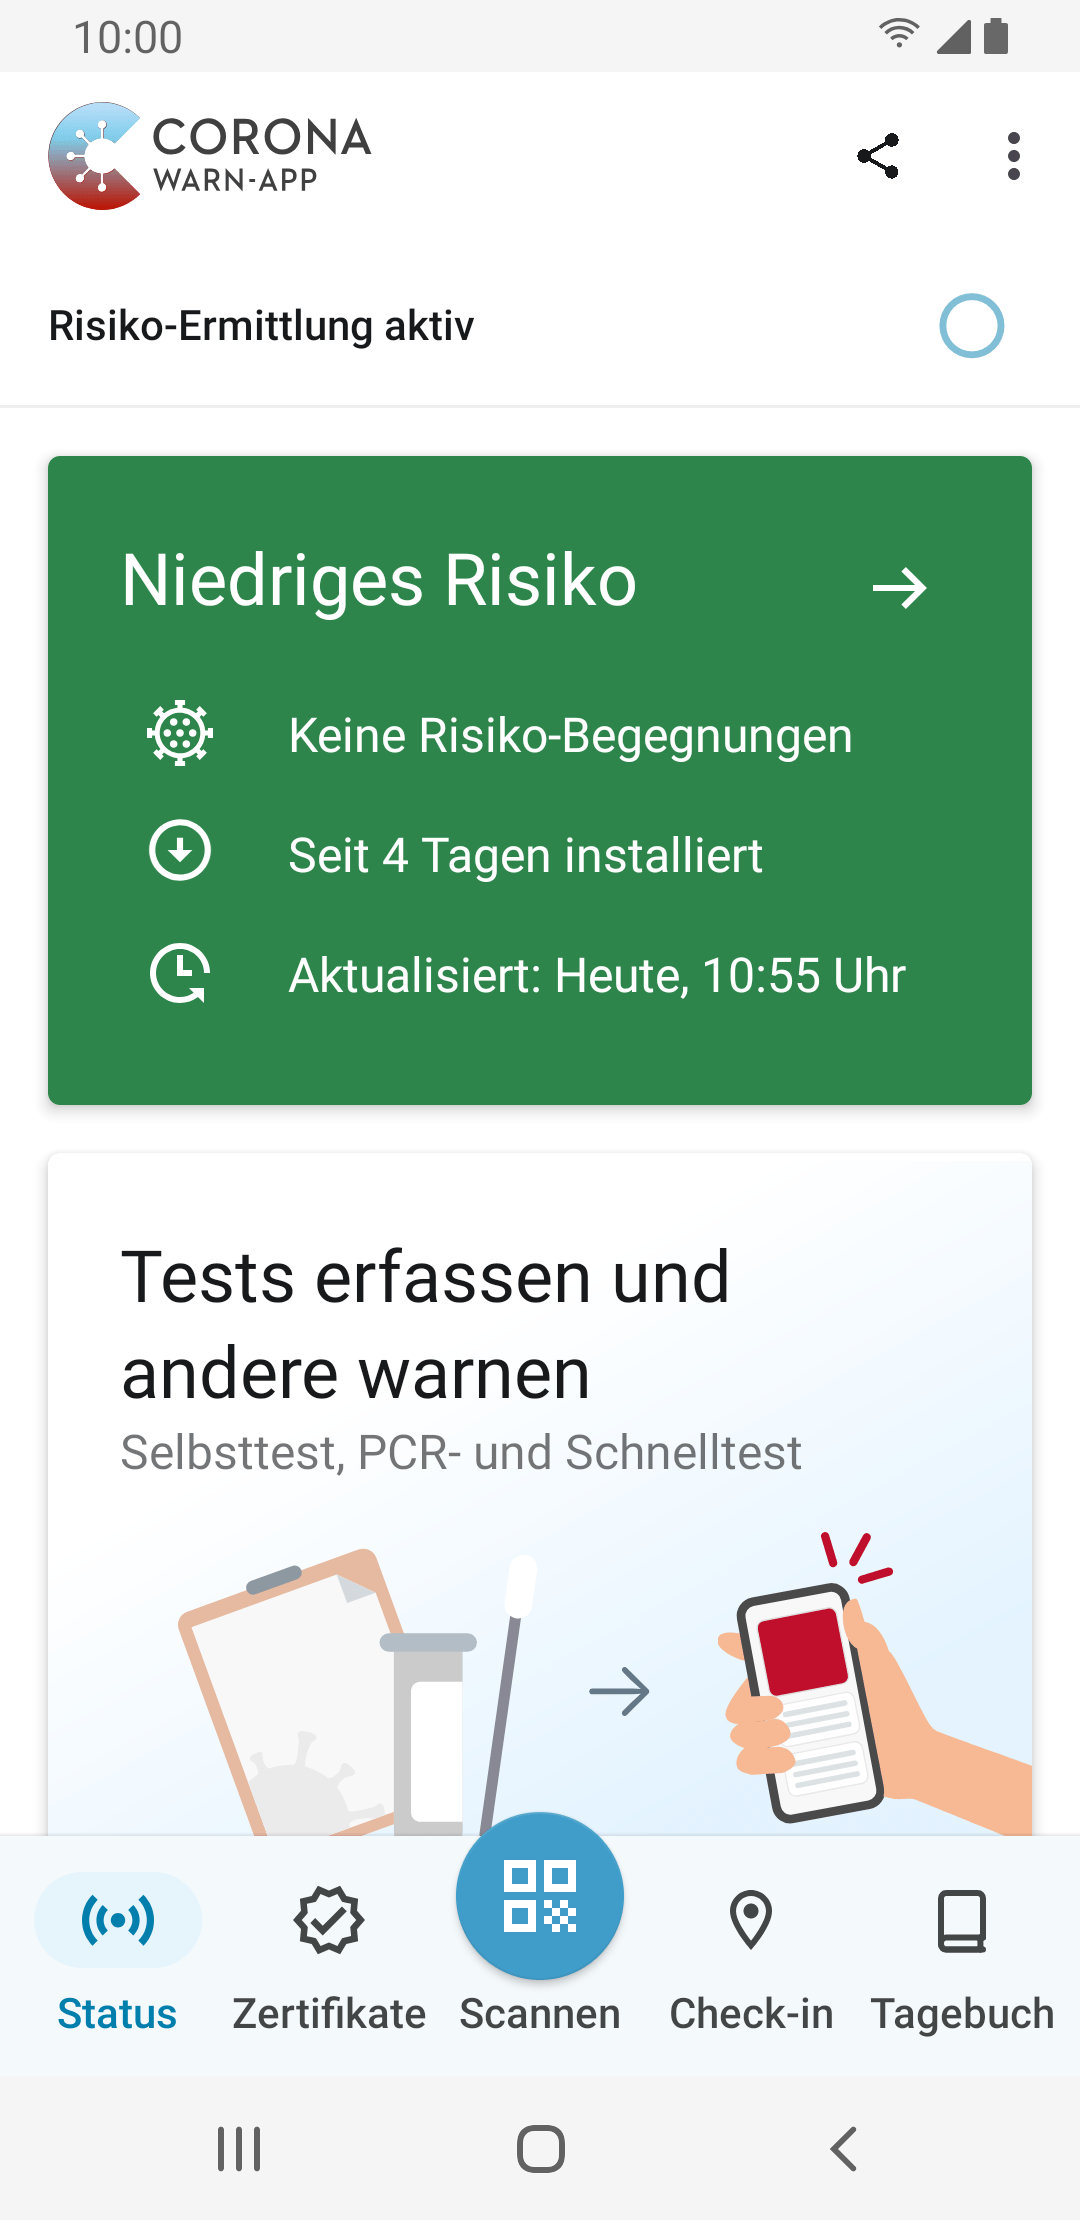 10:00
CORONA
WARN-APP
Risiko-Ermittlung aktiv
Niedriges Risiko
Keine Risiko-Begegnungen
Seit 4 Tagen installiert
Aktualisiert: Heute, 10:55 Uhr
Tests erfassen und
andere warnen
Selbsttest, PCR- und Schnelltest
Status Zertifikate Scannen Check-in Tagebuch